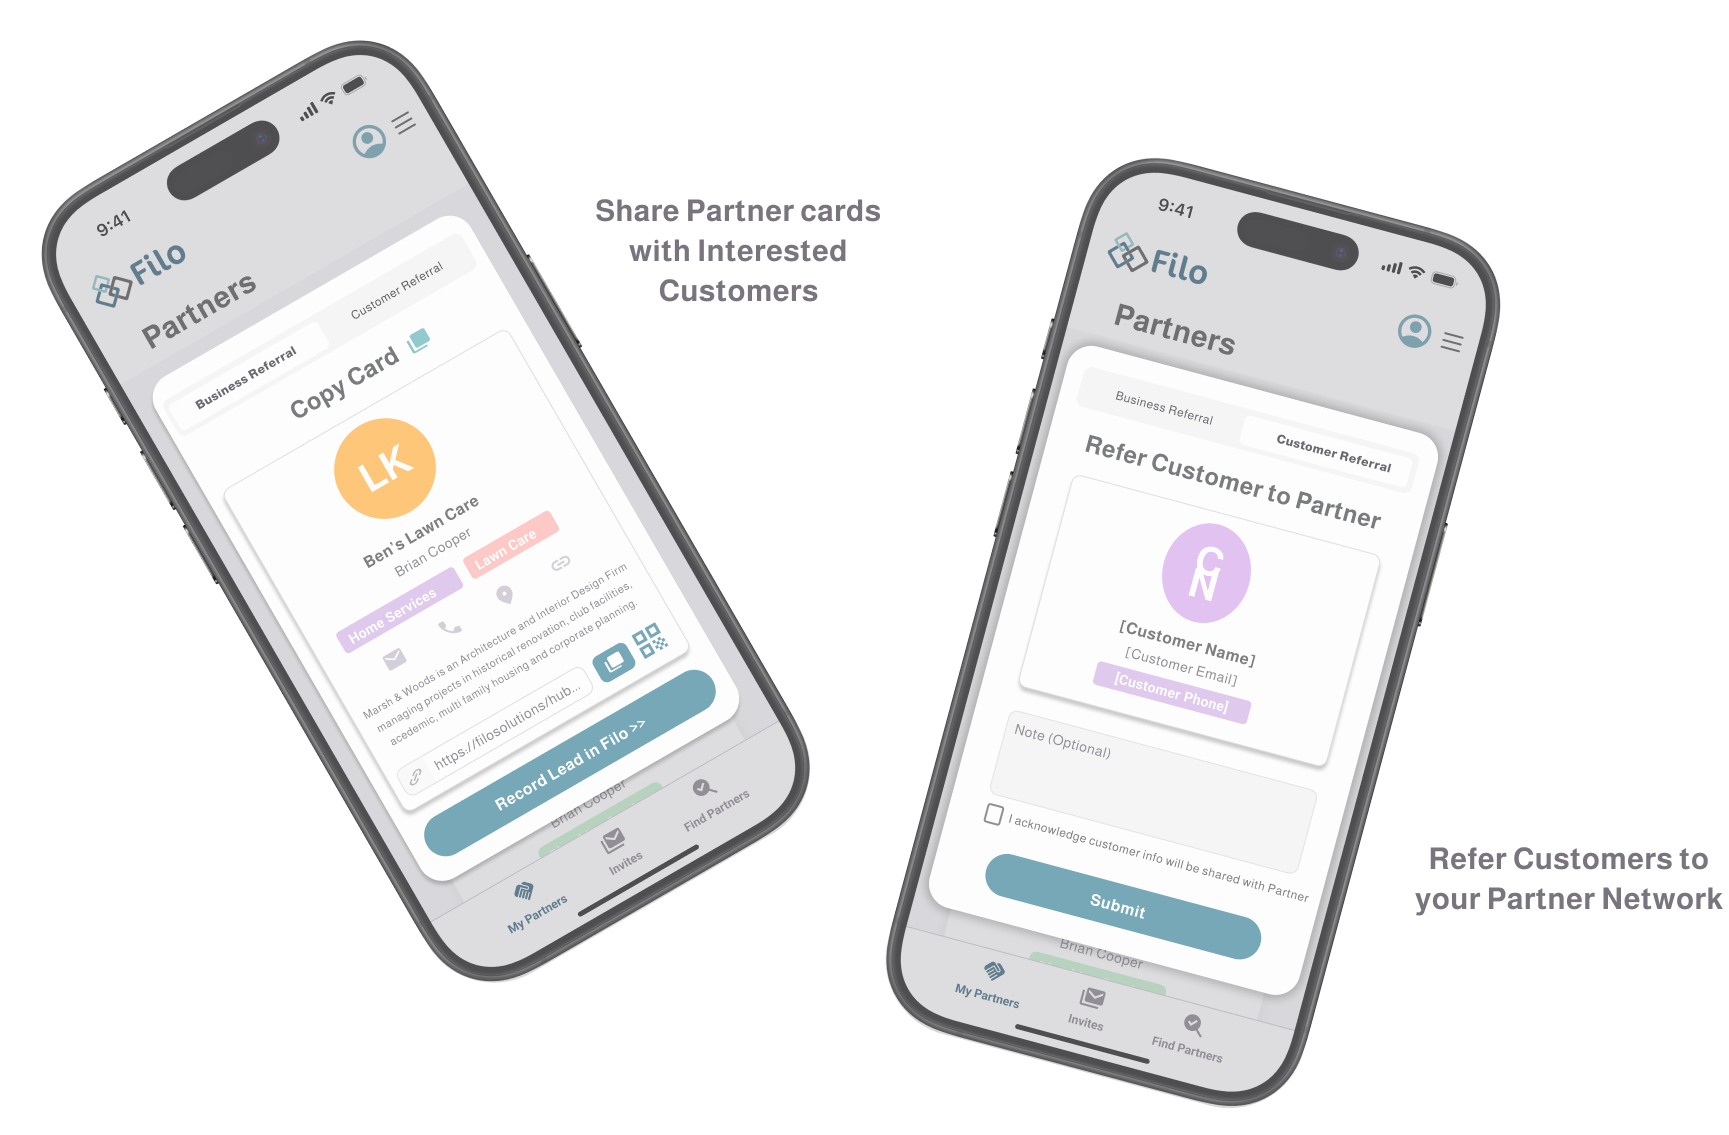 9:41
Filo
Partners
Business Referral
Customer Referral
Copy Card
LK
Ben's Lawn Care
Brian Cooper
Home Services
Lawn Care
Marsh & Woods is an Architecture and Interior Design Firm
managing projects in historical renovation, club facilities,
acedemic, multi family housing and corporate planning.
https://filosolutions/hub...
Record Lead in Filo >>
Brian Cooper
My Partners
Invites
Find Partners
Share Partner cards
with Interested
Customers
9:41
Filo
Partners
Business Referral
Customer Referral
Refer Customer to Partner
C
N
[Customer Name]
[Customer Email]
[Customer Phone]
Note (Optional)
I acknowledge customer info will be shared with Partner
Submit
Brian Cooper
My Partners
Invites
Find Partners
Refer Customers to
your Partner Network